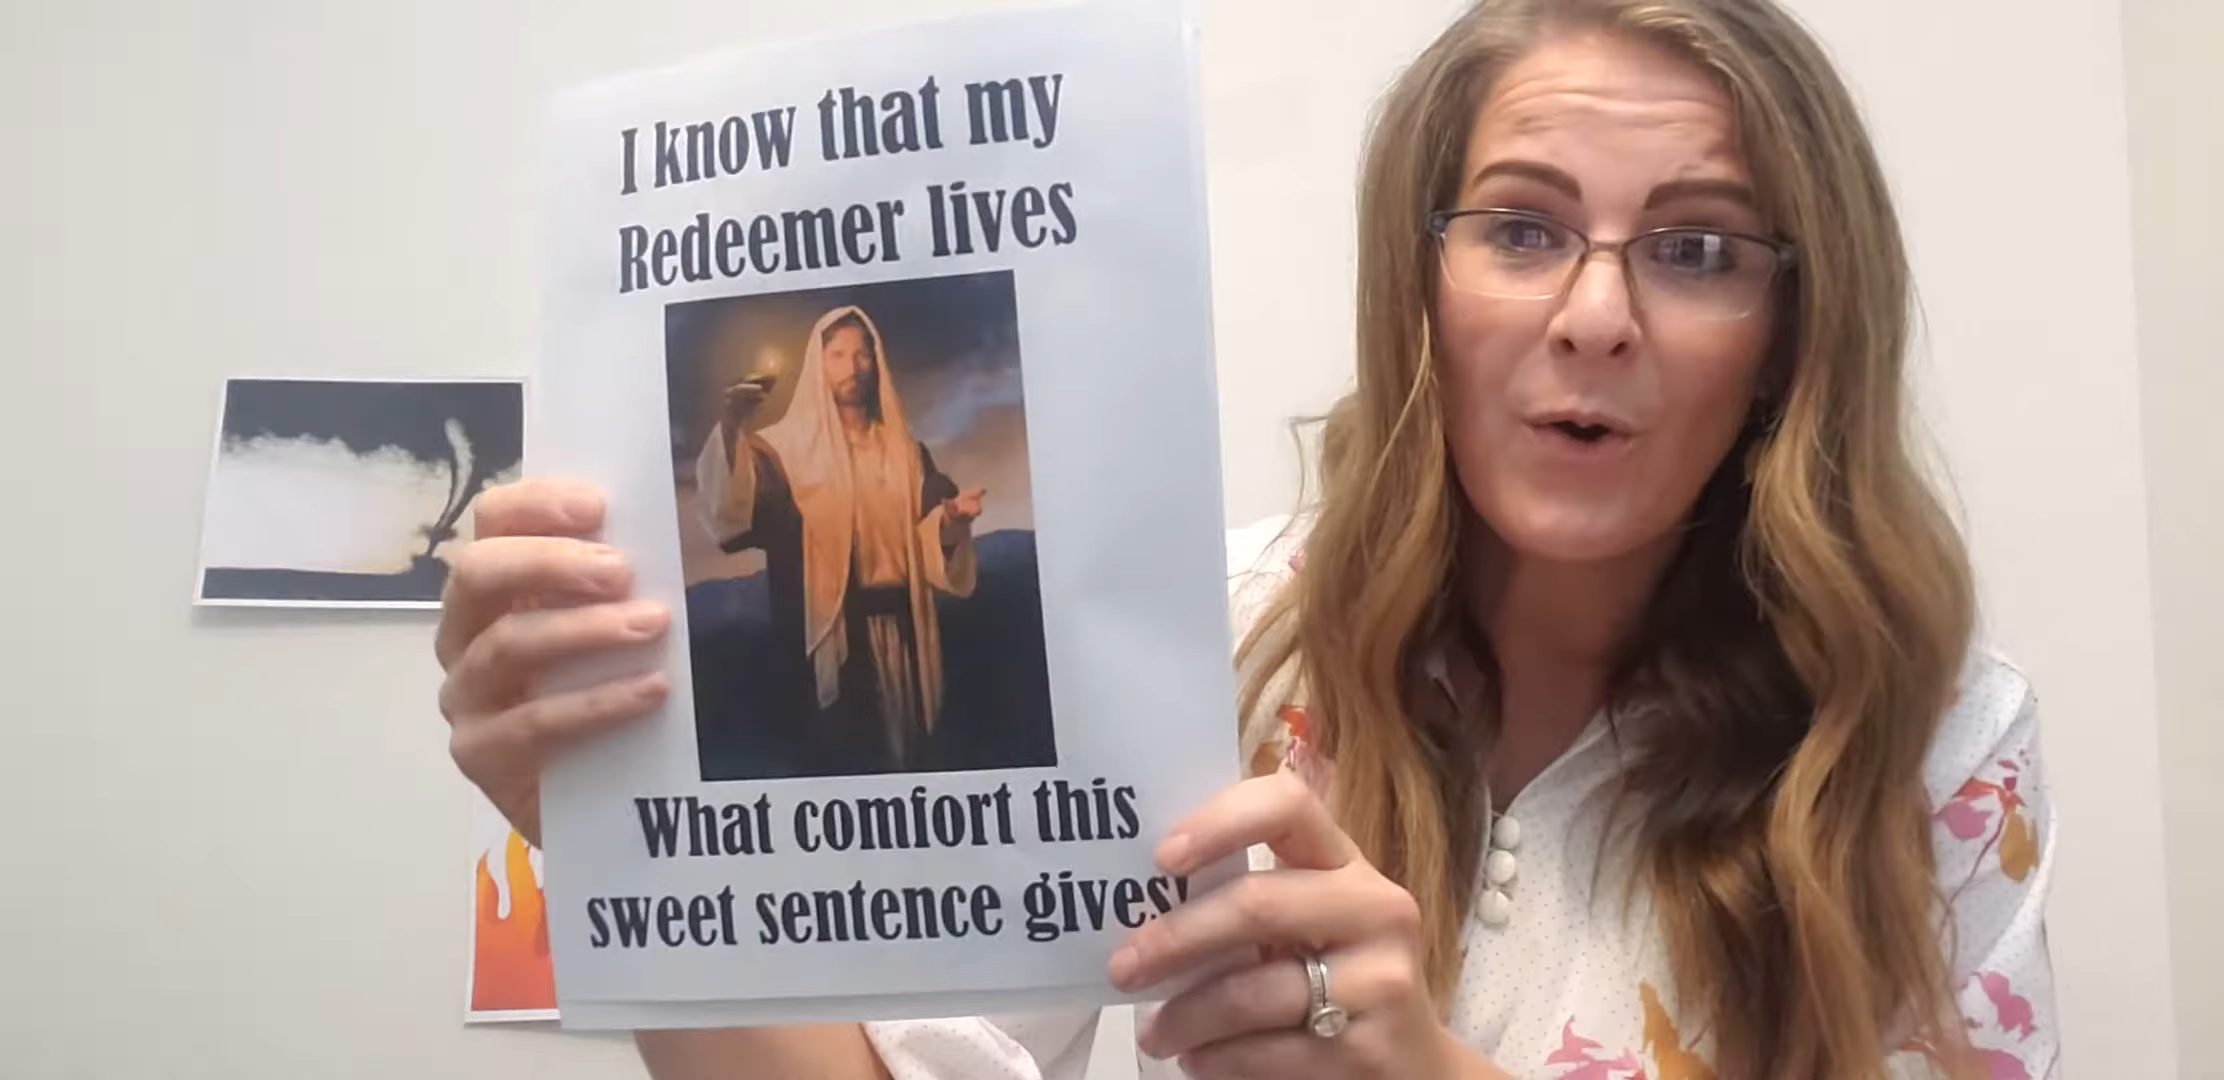 I know that my
Redeemer lives
What comfort this
sweet sentence gives!